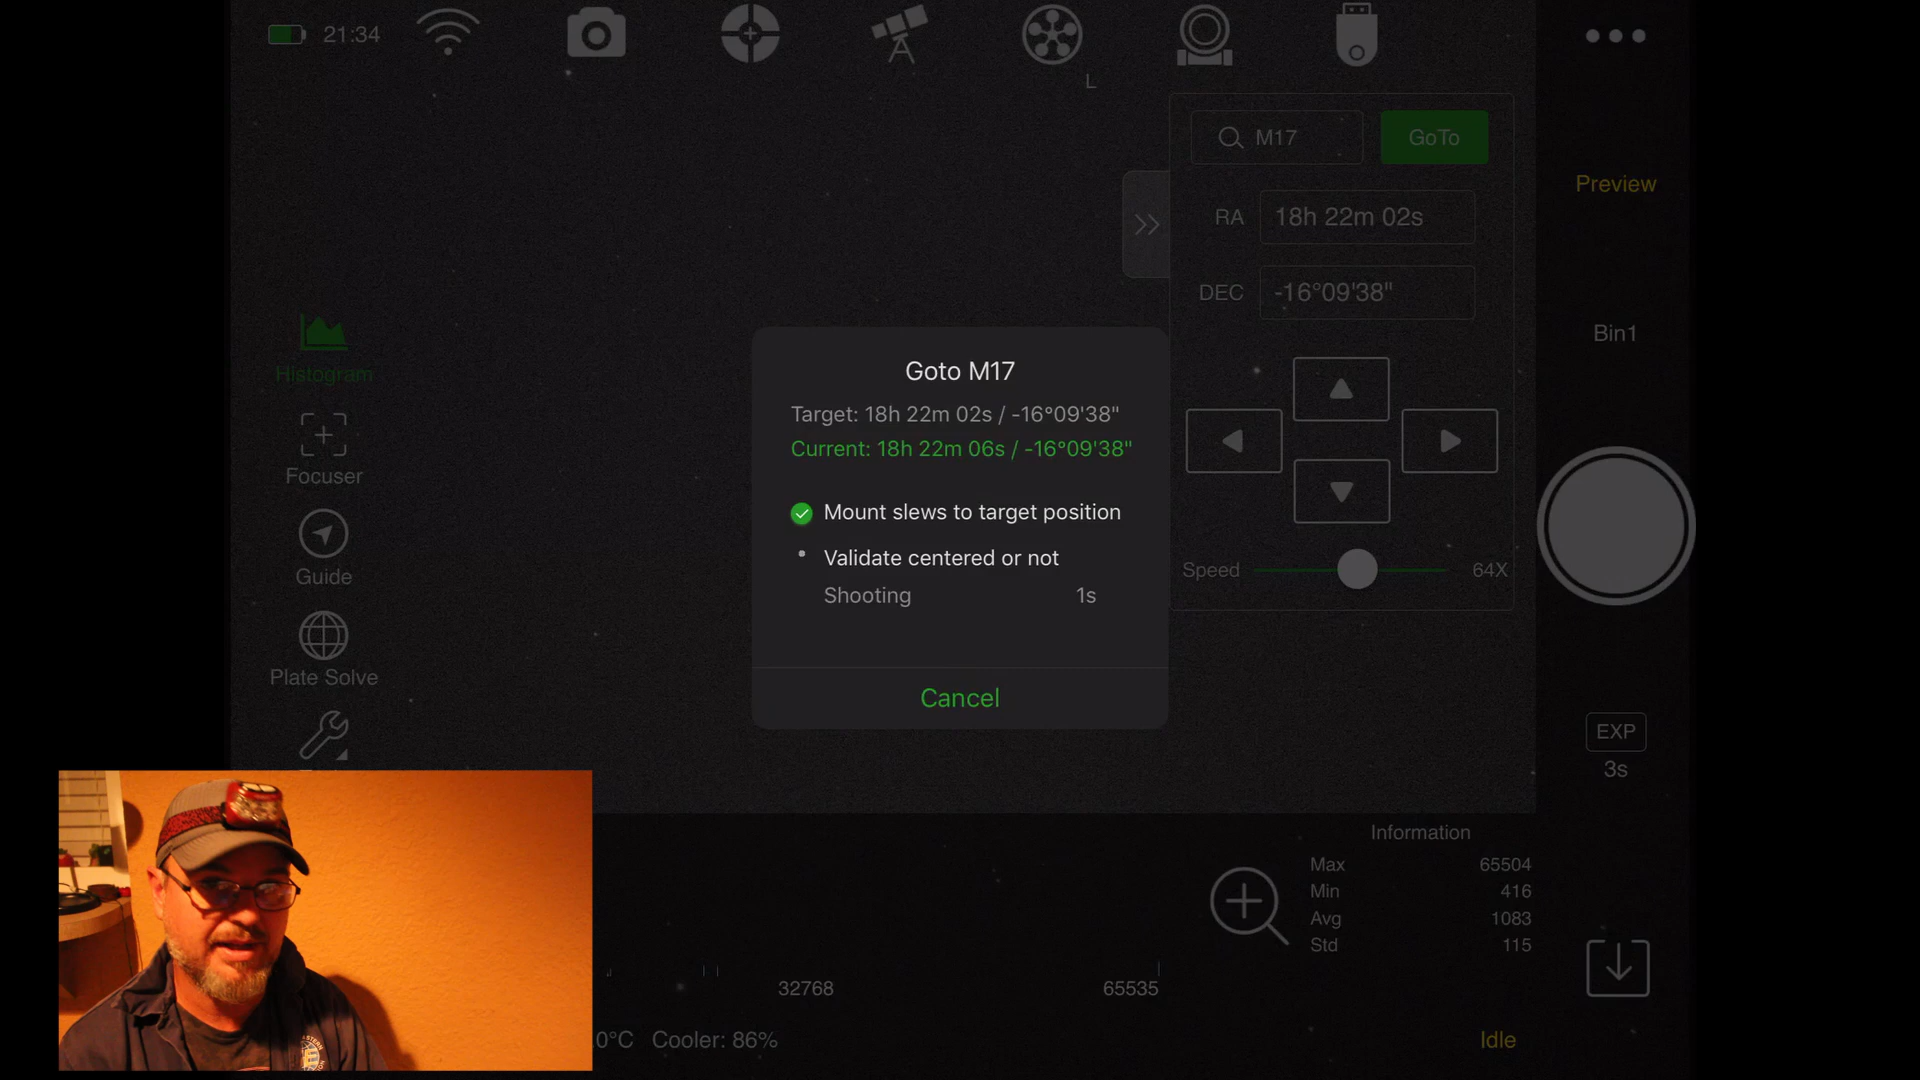 21:34
L
M17
GoTo
Preview
RA
18h 22m 02s
DEC
-16°09'38"
Bin1
Histogram
Goto M17
Target: 18h 22m 02s / -16°09'38"
Current: 18h 22m 06s / -16°09'38"
Focuser
Mount slews to target position
Validate centered or not
Guide
Speed
64X
Shooting
1s
Plate Solve
Cancel
EXP
3s
Information
Max
65504
Min
416
Avg
1083
Std
115
32768
65535
0°C
Cooler: 86%
Idle